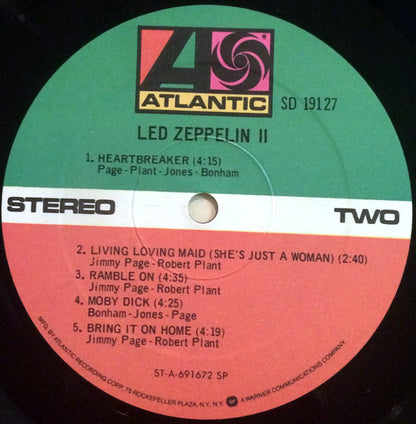 ATLANTIC
SD 19127
LED ZEPPELIN II
1. HEARTBREAKER (4:15)
Page - Plant - Jones - Bonham
STEREO
TWO
2. LIVING LOVING MAID (SHE'S JUST A WOMAN) (2:40)
Jimmy Page - Robert Plant
3. RAMBLE ON (4:35)
Jimmy Page - Robert Plant
4. MOBY DICK (4:25)
Bonham - Jones - Page
5. BRING IT ON HOME (4:19)
Jimmy Page - Robert Plant
ST-A-691672 SP
MFG. BY ATLANTIC RECORDING CORP., 75 ROCKEFELLER PLAZA, N.Y., N.Y. W A WARNER COMMUNICATIONS COMPANY